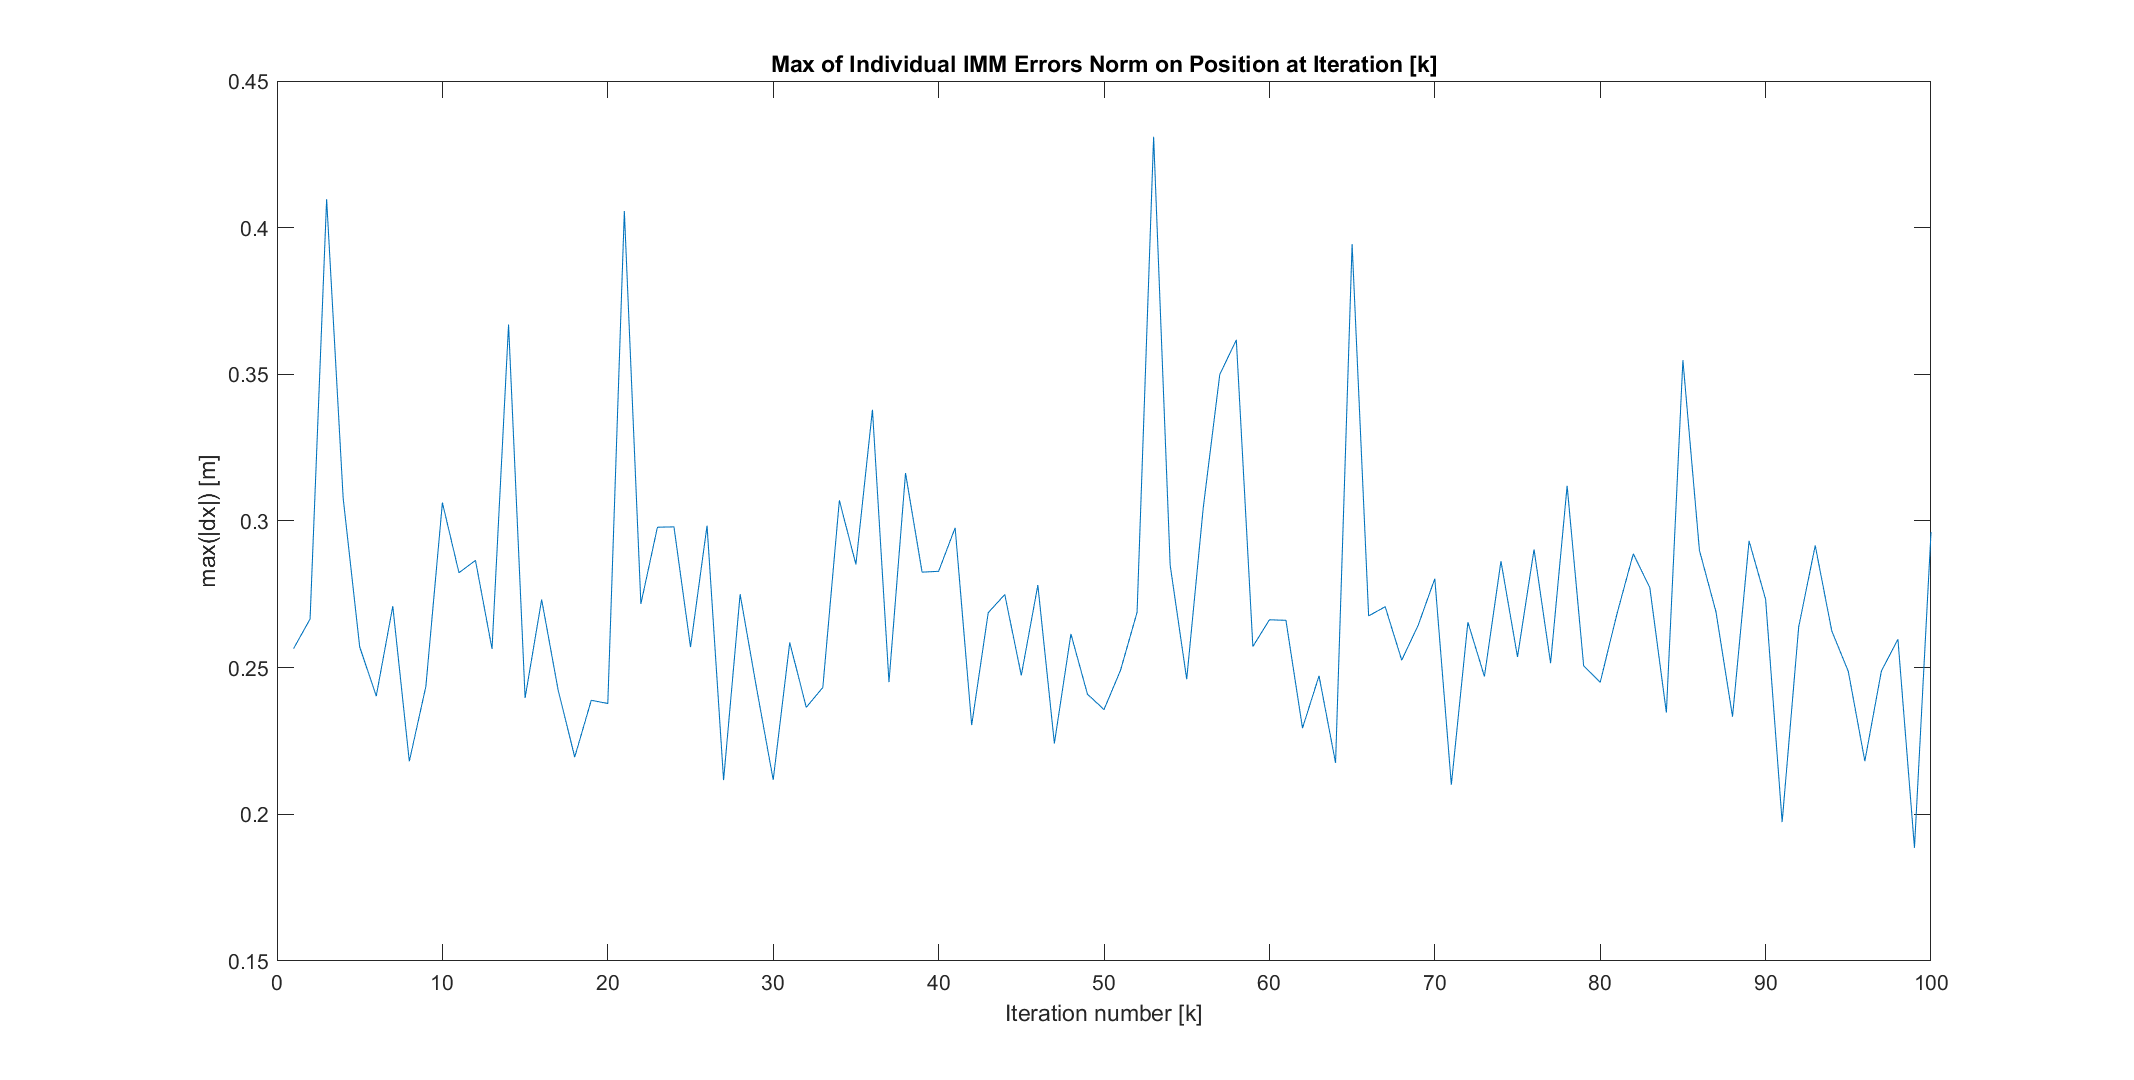 Max of Individual IMM Errors Norm on Position at Iteration [k]
0.45
0.4
0.35
0.3
0.25
0.2
0.15
max(|dx|) [m]
0 10 20 30 40 50 60 70 80 90 100
Iteration number [k]